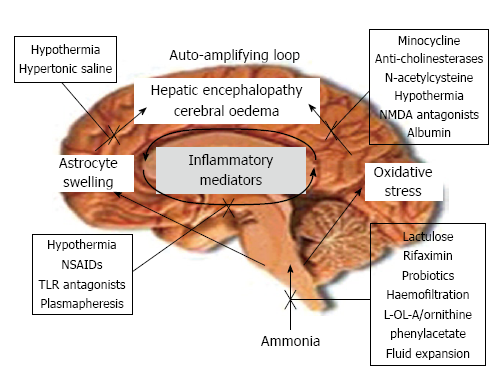 Hypothermia
Hypertonic saline
Auto-amplifying loop
Hepatic encephalopathy
cerebral oedema
Minocycline
Anti-cholinesterases
N-acetylcysteine
Hypothermia
NMDA antagonists
Albumin
Astrocyte
swelling
Inflammatory
mediators
Oxidative
stress
Hypothermia
NSAIDs
TLR antagonists
Plasmapheresis
Lactulose
Rifaximin
Probiotics
Haemofiltration
L-OL-A/ornithine
phenylacetate
Fluid expansion
Ammonia